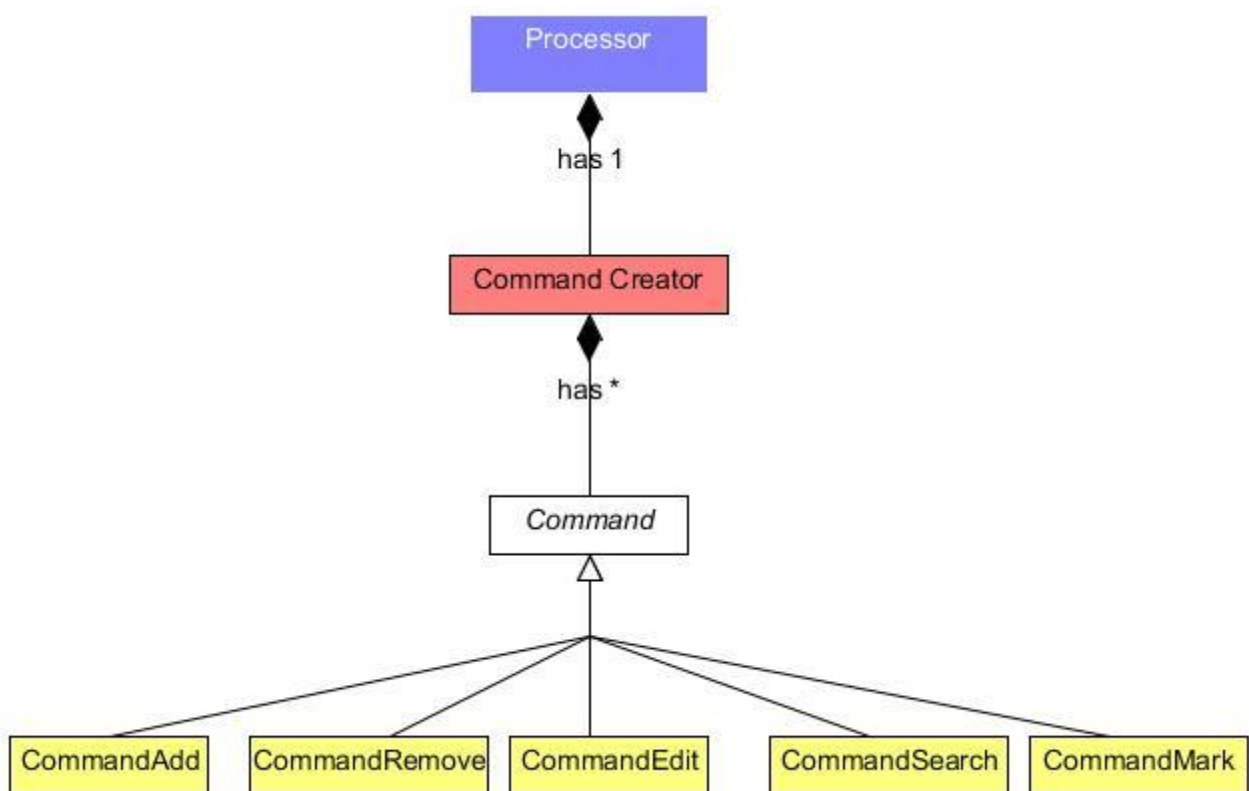 Processor
has 1
Command Creator
has *
Command
CommandAdd
CommandRemove
CommandEdit
CommandSearch
CommandMark